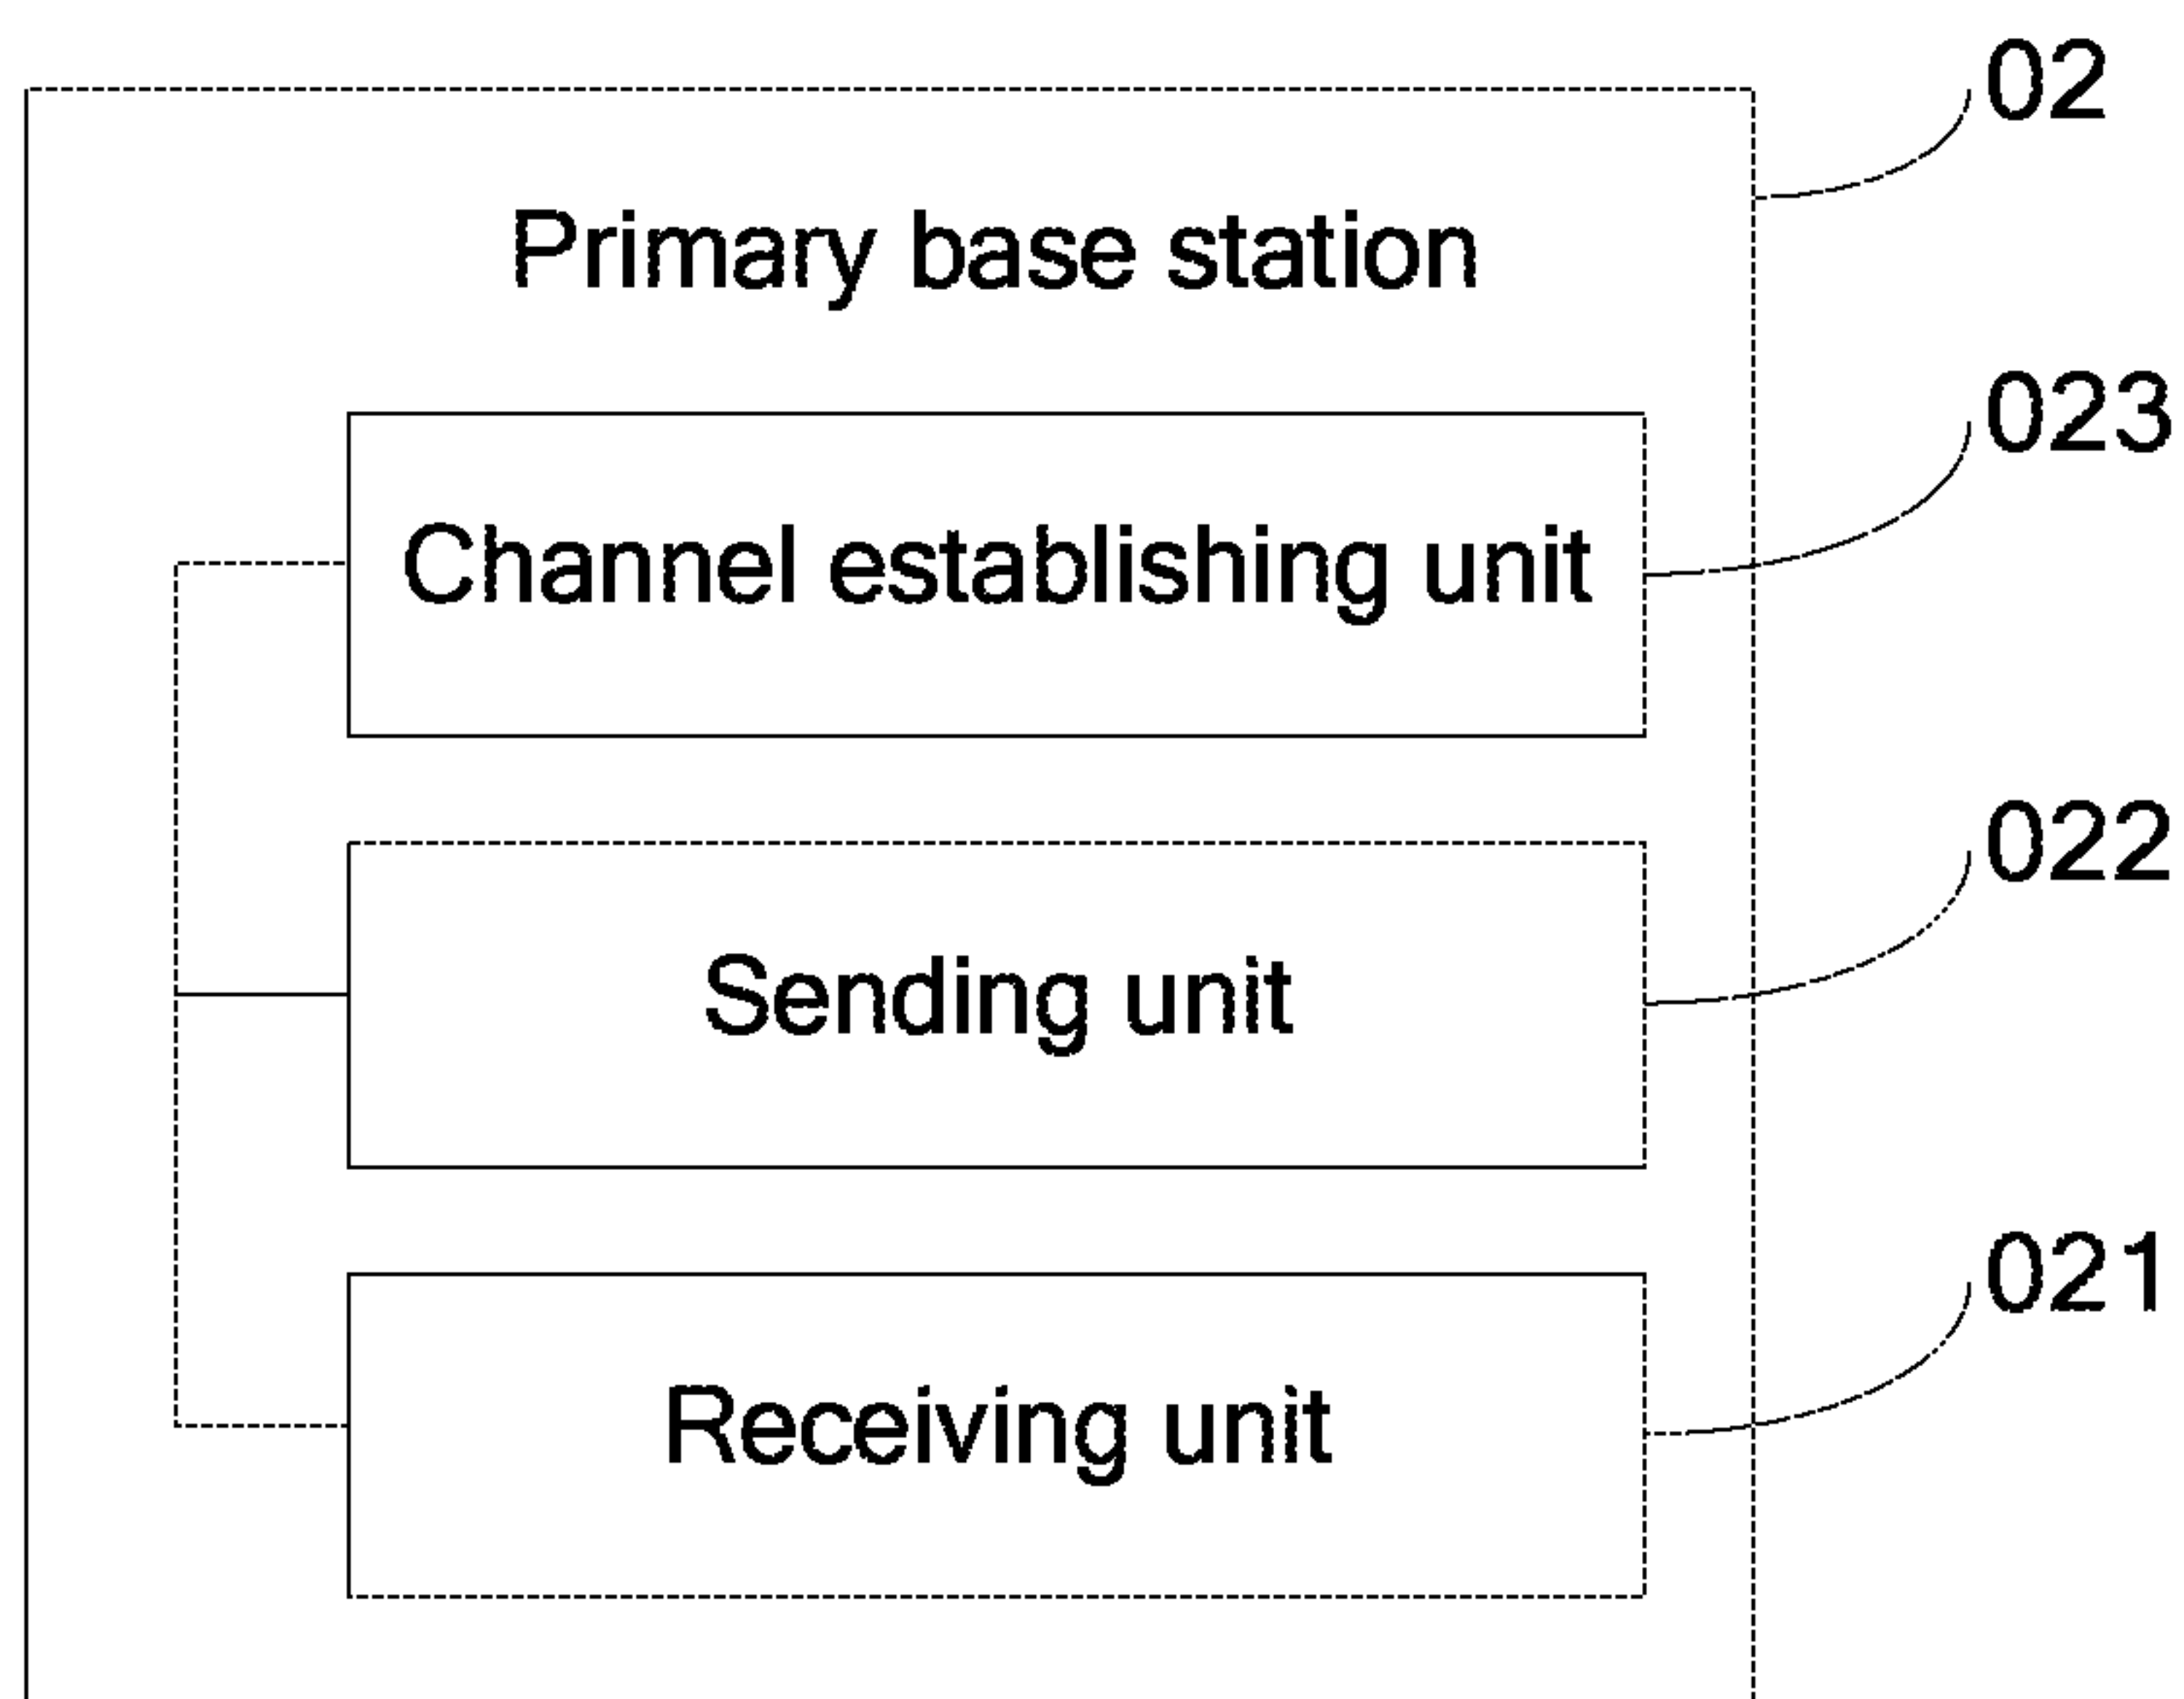 02
Primary base station
023
Channel establishing unit
022
Sending unit
021
Receiving unit